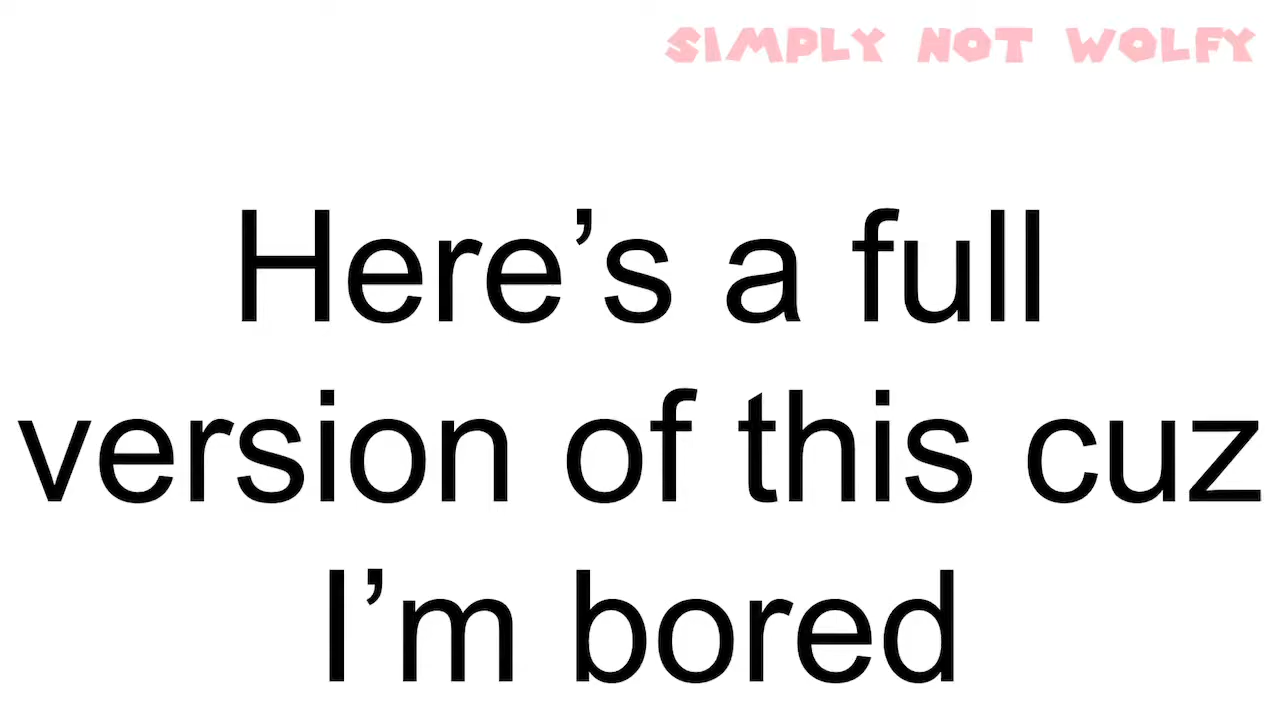 SIMPLY NOT WOLFY
Here’s a full
version of this cuz
I’m bored